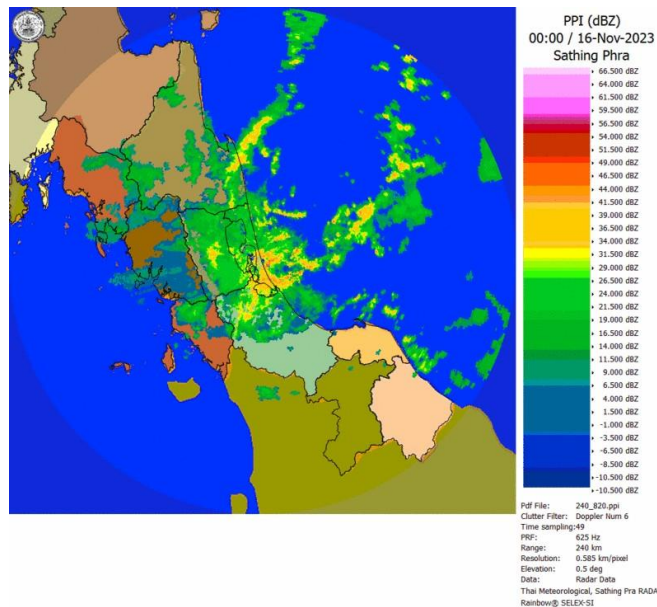 PPI (dBZ)
00:00 / 16-Nov-2023
Sathing Phra
66.500 dBZ
64.000 dBZ
61.500 dBZ
59.500 dBZ
56.500 dBZ
54.000 dBZ
51.500 dBZ
49.000 dBZ
46.500 dBZ
44.000 dBZ
41.500 dBZ
39.000 dBZ
36.500 dBZ
34.000 dBZ
31.500 dBZ
29.000 dBZ
26.500 dBZ
24.000 dBZ
21.500 dBZ
19.000 dBZ
16.500 dBZ
14.000 dBZ
11.500 dBZ
9.000 dBZ
6.500 dBZ
4.000 dBZ
1.500 dBZ
-1.000 dBZ
-3.500 dBZ
-6.500 dBZ
-8.500 dBZ
-10.500 dBZ
-10.500 dBZ
Pdf File: 240_820.ppi
Clutter Filter: Doppler Num 6
Time sampling:49
PRF: 625 Hz
Range: 240 km
Resolution: 0.585 km/pixel
Elevation: 0.5 deg
Data: Radar Data
Thai Meteorological, Sathing Pra RADA
Rainbow® SELEX-SI